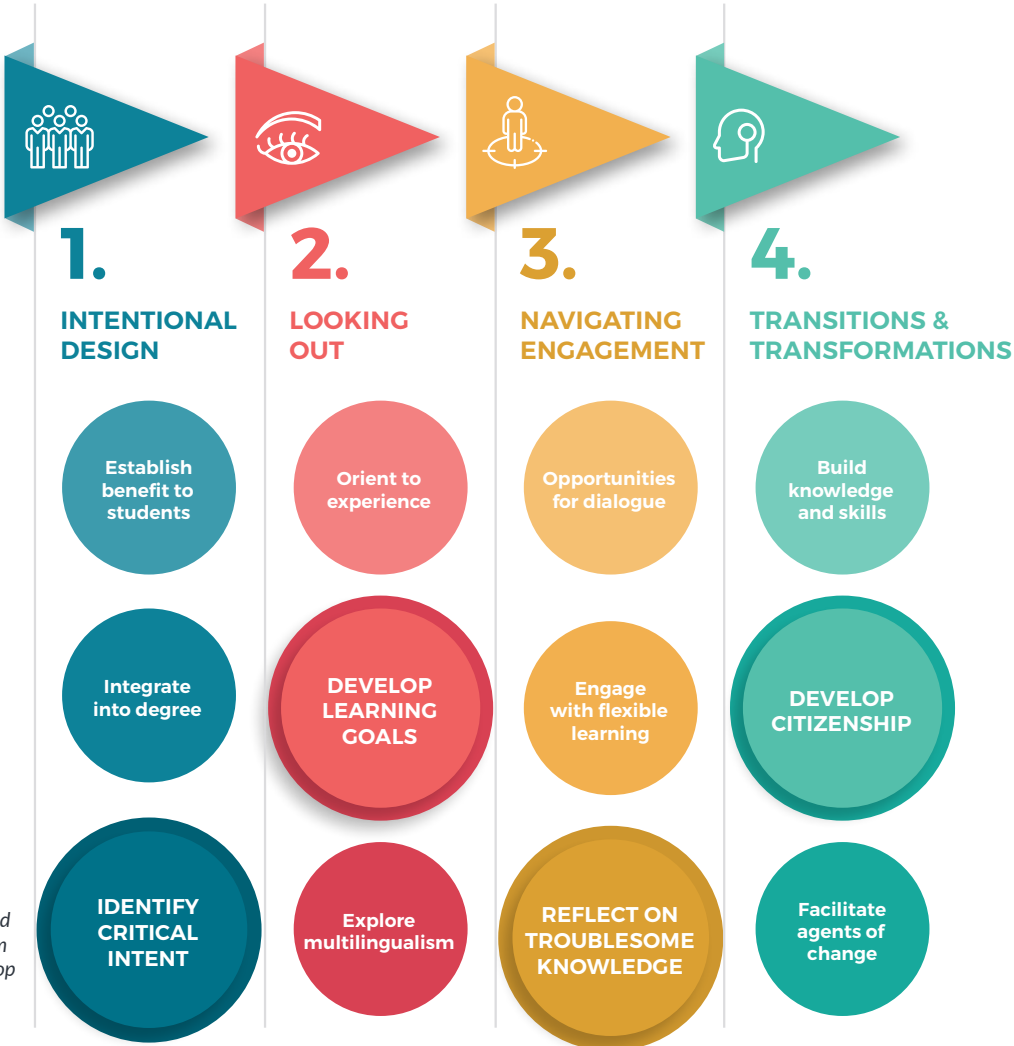 1.
INTENTIONAL
DESIGN
Establish
benefit to
students
Integrate
into degree
IDENTIFY
CRITICAL
INTENT
2.
LOOKING
OUT
Orient to
experience
DEVELOP
LEARNING
GOALS
Explore
multilingualism
3.
NAVIGATING
ENGAGEMENT
Opportunities
for dialogue
Engage
with flexible
learning
REFLECT ON
TROUBLESOME
KNOWLEDGE
4.
TRANSITIONS &
TRANSFORMATIONS
Build
knowledge
and skills
DEVELOP
CITIZENSHIP
Facilitate
agents of
change